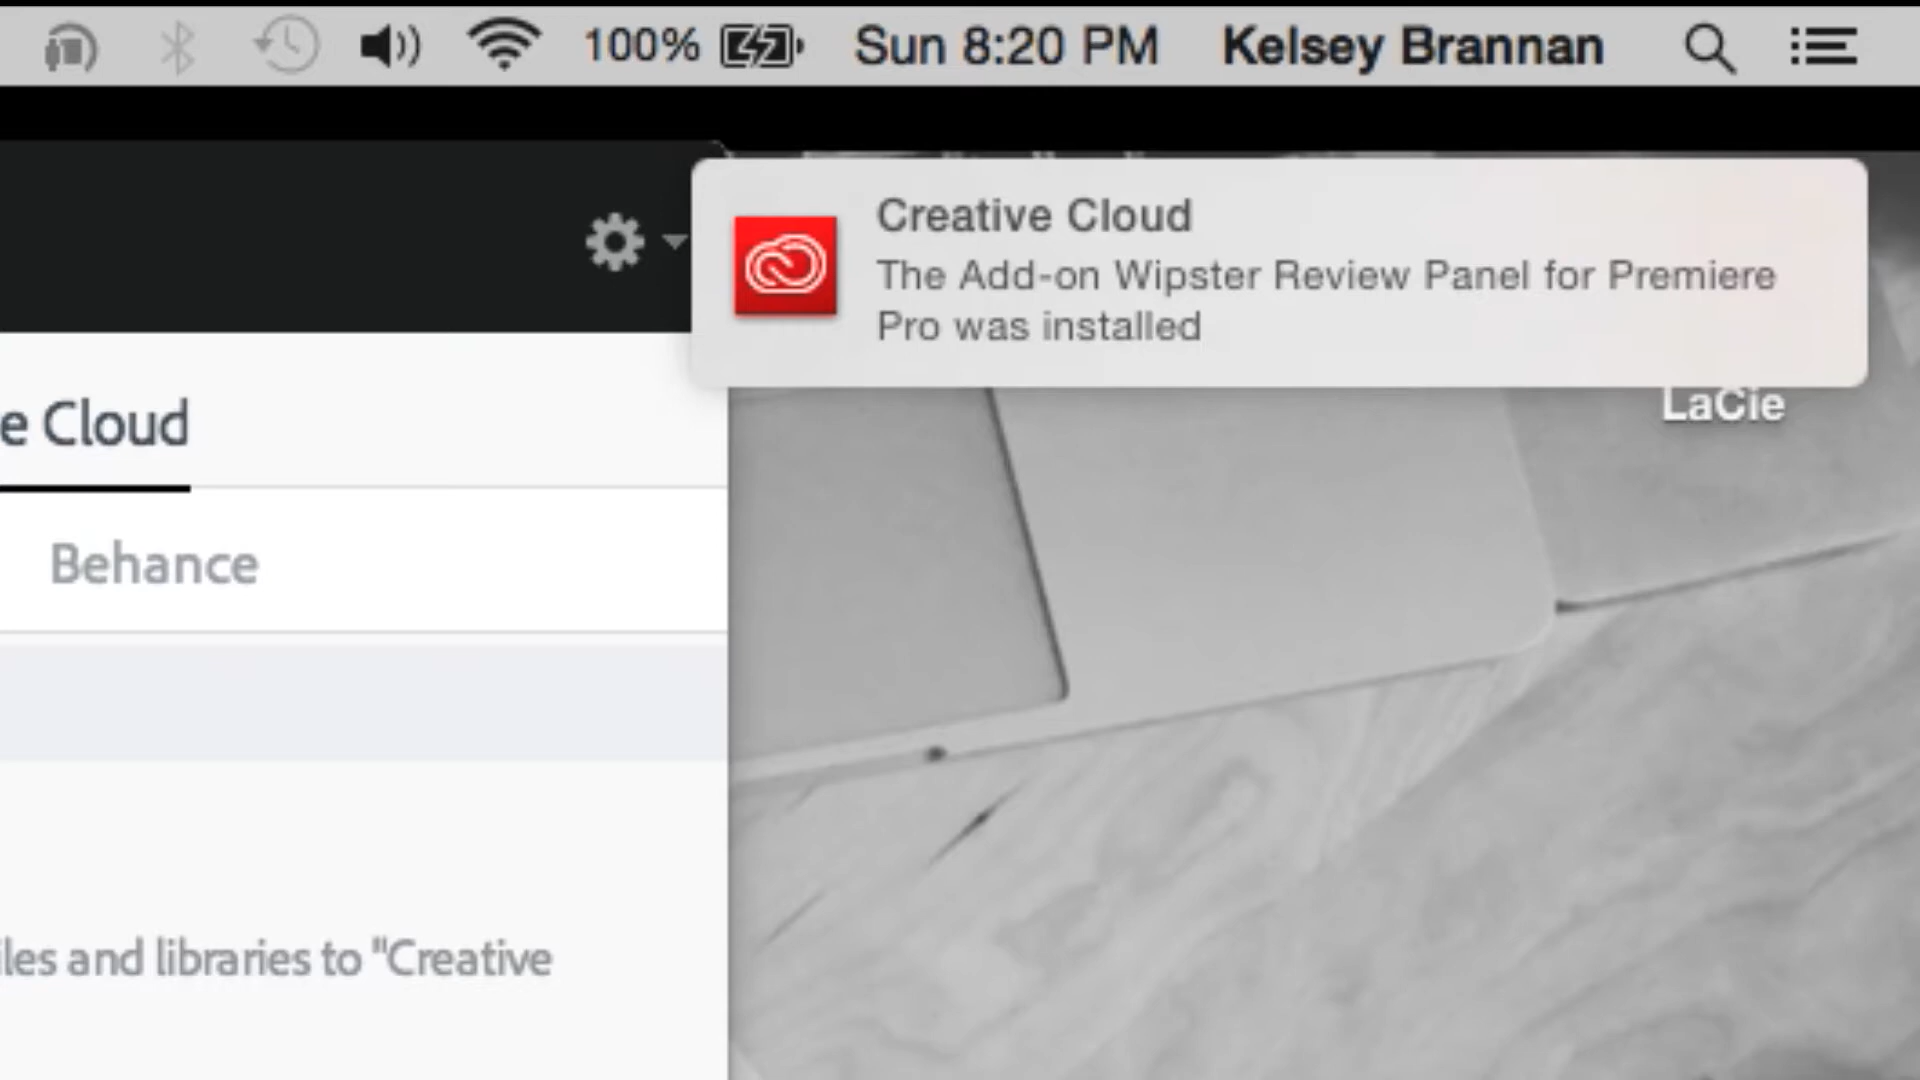 100% Sun 8:20 PM Kelsey Brannan
Creative Cloud
The Add-on Wipster Review Panel for Premiere
Pro was installed
LaCie
e Cloud
Behance
iles and libraries to "Creative